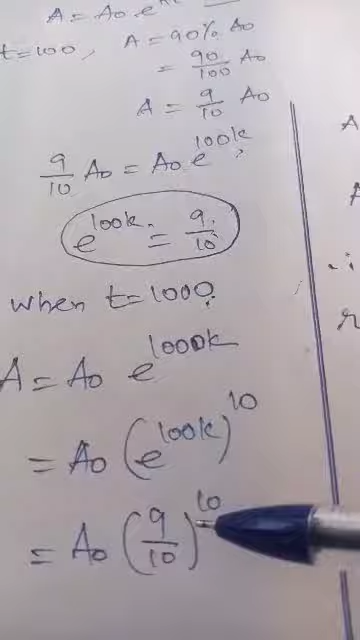 A = A₀ e
t=100, A = 90% A₀
= 90/100 A₀
A = 9/10 A₀
9/10 A₀ = A₀ e^100k,
e^100k. = 9/10.
when t=1000.
A = A₀ e^1000k
= A₀ (e^100k)^10
= A₀ (9/10)^10
A